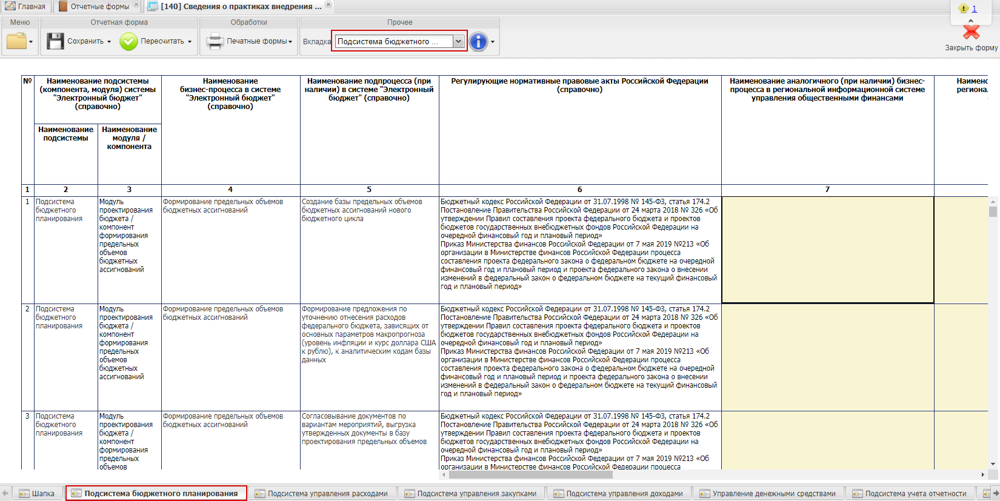 Главная
Отчетные формы
[140] Сведения о практиках внедрения ...
1
Меню
Отчетная форма
Обработки
Прочее
Сохранить
Пересчитать
Печатные формы
Вкладка
Подсистема бюджетного ...
Закрыть форму
№
Наименование подсистемы
(компонента, модуля) системы
"Электронный бюджет"
(справочно)
Наименование
бизнес-процесса в системе
"Электронный бюджет"
(справочно)
Наименование подпроцесса (при
наличии) в системе "Электронный
бюджет" (справочно)
Регулирующие нормативные правовые акты Российской Федерации
(справочно)
Наименование аналогичного (при наличии) бизнес-
процесса в региональной информационной системе
управления общественными финансами
Наименование
подсистемы
Наименование
модуля /
компонента
1 2 3 4 5 6 7
1
Подсистема
бюджетного
планирования
Модуль
проектирования
бюджета /
компонент
формирования
предельных
объемов
бюджетных
ассигнований
Формирование предельных объемов
бюджетных ассигнований
Создание базы предельных объемов
бюджетных ассигнований нового
бюджетного цикла
Бюджетный кодекс Российской Федерации от 31.07.1998 № 145-ФЗ, статья 174.2
Постановление Правительства Российской Федерации от 24 марта 2018 № 326 «Об
утверждении Правил составления проекта федерального бюджета и проектов
бюджетов государственных внебюджетных фондов Российской Федерации на
очередной финансовый год и плановый период»
Приказ Министерства финансов Российской Федерации от 7 мая 2019 №213 «Об
организации в Министерстве финансов Российской Федерации процесса
составления проекта федерального закона о федеральном бюджете на очередной
финансовый год и плановый период и проекта федерального закона о внесении
изменений в федеральный закон о федеральном бюджете на текущий финансовый
год и плановый период»
2
Подсистема
бюджетного
планирования
Модуль
проектирования
бюджета /
компонент
формирования
предельных
объемов
бюджетных
ассигнований
Формирование предельных объемов
бюджетных ассигнований
Формирование предложения по
уточнению отнесения расходов
федерального бюджета, зависящих от
основных параметров макропрогноза
(уровень инфляции и курс доллара США
к рублю), к аналитическим кодам базы
данных
Бюджетный кодекс Российской Федерации от 31.07.1998 № 145-ФЗ, статья 174.2
Постановление Правительства Российской Федерации от 24 марта 2018 № 326 «Об
утверждении Правил составления проекта федерального бюджета и проектов
бюджетов государственных внебюджетных фондов Российской Федерации на
очередной финансовый год и плановый период»
Приказ Министерства финансов Российской Федерации от 7 мая 2019 №213 «Об
организации в Министерстве финансов Российской Федерации процесса
составления проекта федерального закона о федеральном бюджете на очередной
финансовый год и плановый период и проекта федерального закона о внесении
изменений в федеральный закон о федеральном бюджете на текущий финансовый
год и плановый период»
3
Подсистема
бюджетного
планирования
Модуль
проектирования
бюджета /
компонент
формирования
предельных
объемов
Формирование предельных объемов
бюджетных ассигнований
Согласовывание документов по
вариантам мероприятий, выгрузка
утвержденных документы в базу
проектирования предельных объемов
Бюджетный кодекс Российской Федерации от 31.07.1998 № 145-ФЗ, статья 174.2
Постановление Правительства Российской Федерации от 24 марта 2018 № 326 «Об
утверждении Правил составления проекта федерального бюджета и проектов
бюджетов государственных внебюджетных фондов Российской Федерации на
очередной финансовый год и плановый период»
Приказ Министерства финансов Российской Федерации от 7 мая 2019 №213 «Об
организации в Министерстве финансов Российской Федерации процесса
Шапка
Подсистема бюджетного планирования
Подсистема управления расходами
Подсистема управления закупками
Подсистема управления доходами
Управление денежными средствами
Подсистема учета отчетности